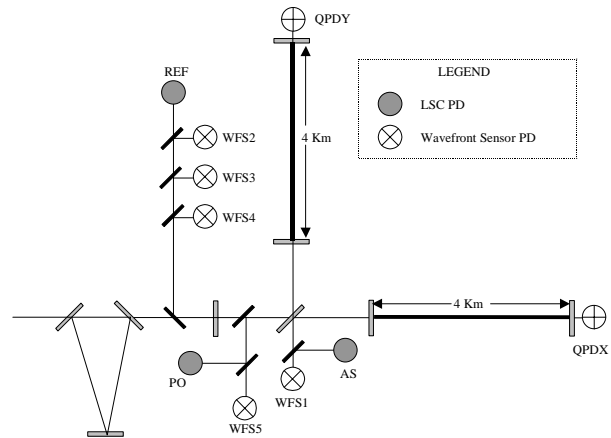 QPDY
REF
LEGEND
LSC PD
Wavefront Sensor PD
WFS2
4 Km
WFS3
WFS4
4 Km
QPDX
PO
AS
WFS1
WFS5